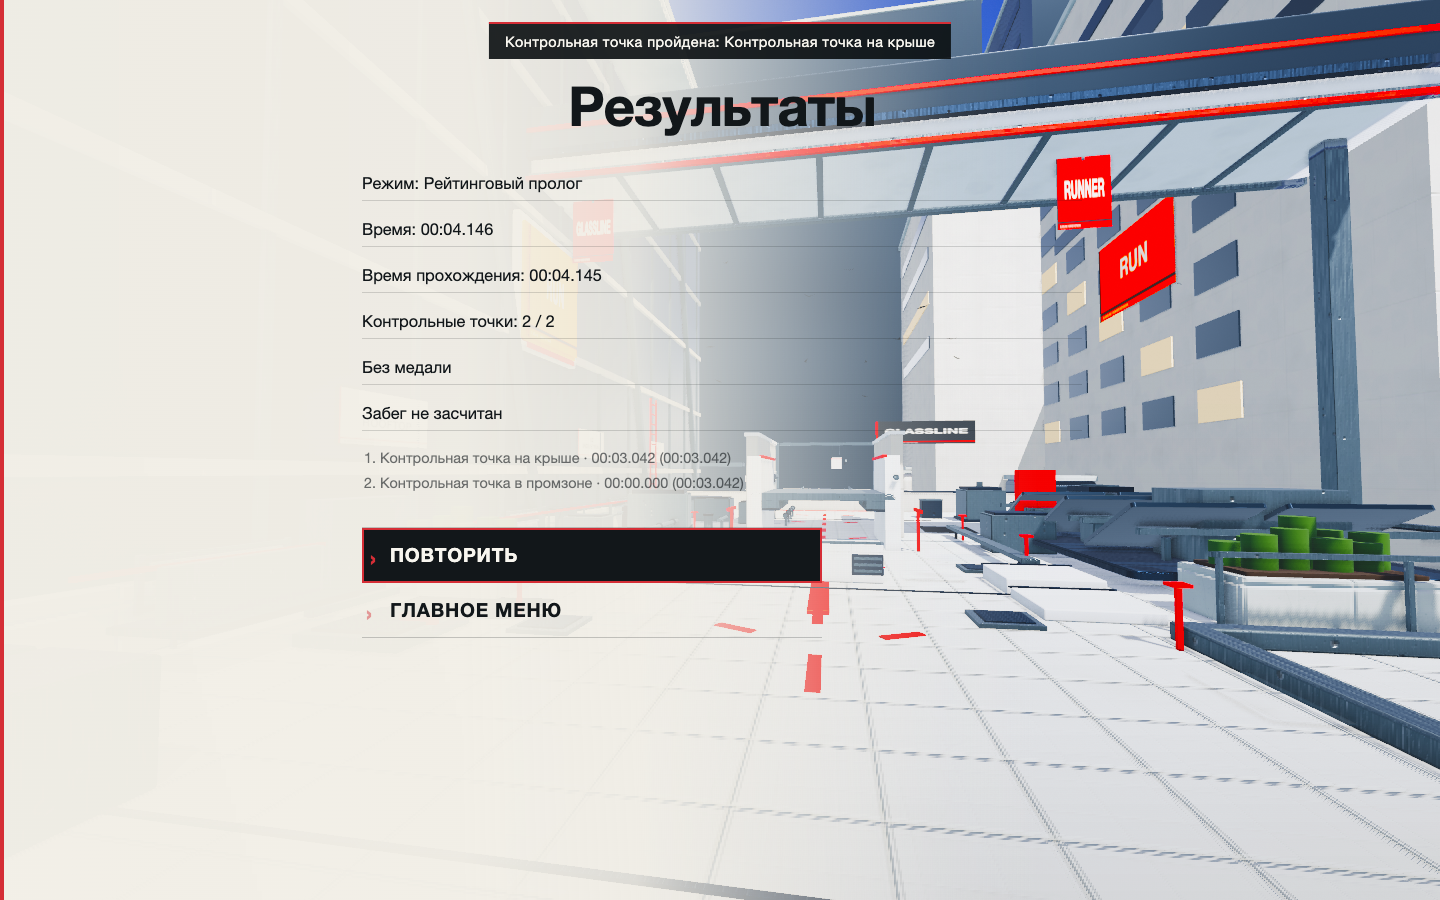 Контрольная точка пройдена: Контрольная точка на крыше
Результаты
Режим: Рейтинговый пролог
Время: 00:04.146
Время прохождения: 00:04.145
Контрольные точки: 2 / 2
Без медали
Забег не засчитан
1. Контрольная точка на крыше · 00:03.042 (00:03.042)
2. Контрольная точка в промзоне · 00:00.000 (00:03.042)
› ПОВТОРИТЬ
› ГЛАВНОЕ МЕНЮ
RUNNER
RUN
GLASSLINE
GLASSLINE